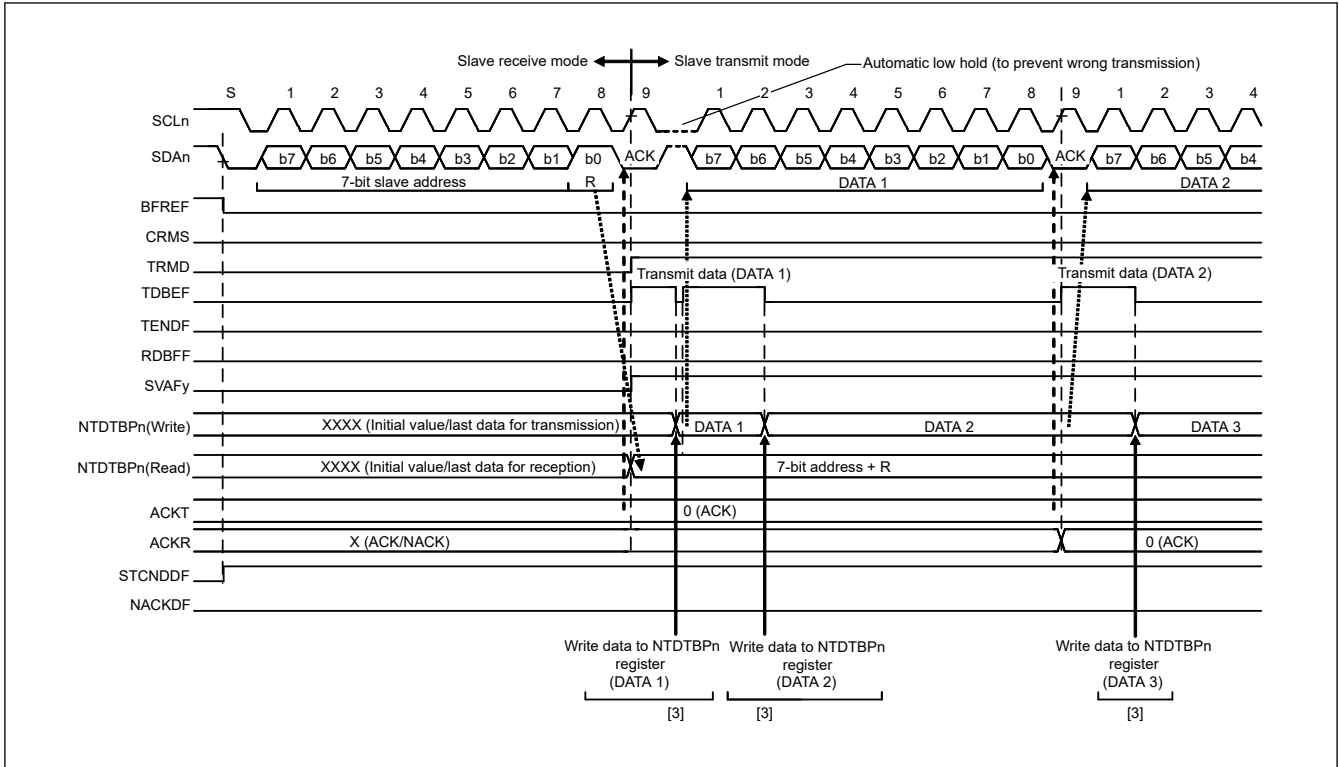 Slave receive mode Slave transmit mode Automatic low hold (to prevent wrong transmission)
S 1 2 3 4 5 6 7 8 9 1 2 3 4 5 6 7 8 9 1 2 3 4
SCLn
SDAn b7 b6 b5 b4 b3 b2 b1 b0 ACK b7 b6 b5 b4 b3 b2 b1 b0 ACK b7 b6 b5 b4
7-bit slave address R DATA 1 DATA 2
BFREF
CRMS
TRMD
Transmit data (DATA 1) Transmit data (DATA 2)
TDBEF
TENDF
RDBFF
SVAFy
NTDTBPn(Write) XXXX (Initial value/last data for transmission) DATA 1 DATA 2 DATA 3
NTDTBPn(Read) XXXX (Initial value/last data for reception) 7-bit address + R
ACKT 0 (ACK)
ACKR X (ACK/NACK) 0 (ACK)
STCNDDF
NACKDF
Write data to NTDTBPn Write data to NTDTBPn Write data to NTDTBPn
register register register
(DATA 1) (DATA 2) (DATA 3)
[3] [3] [3]